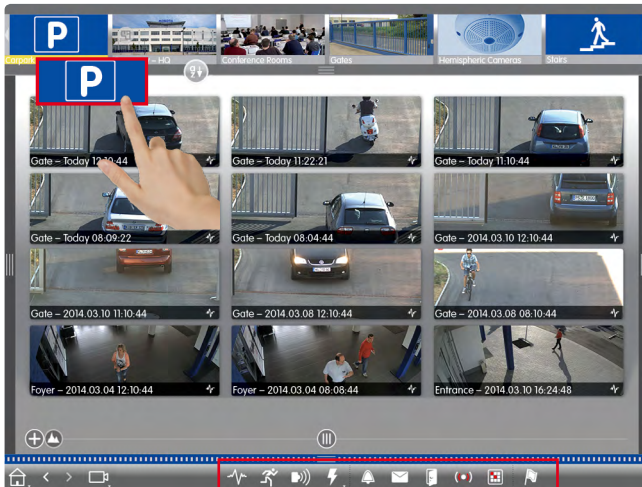 P
Carpark
– HQ
Conference Rooms
Gates
Hemispheric Cameras
Stairs
P
9
Gate – Today 12:10:44
Gate – Today 11:22:21
Gate – Today 11:10:44
Gate – Today 08:09:22
Gate – Today 08:04:44
Gate – 2014.03.10 12:10:44
Gate – 2014.03.10 11:10:44
Gate – 2014.03.08 12:10:44
Gate – 2014.03.08 08:10:44
Foyer – 2014.03.04 12:10:44
Foyer – 2014.03.04 08:08:44
Entrance – 2014.03.10 16:24:48